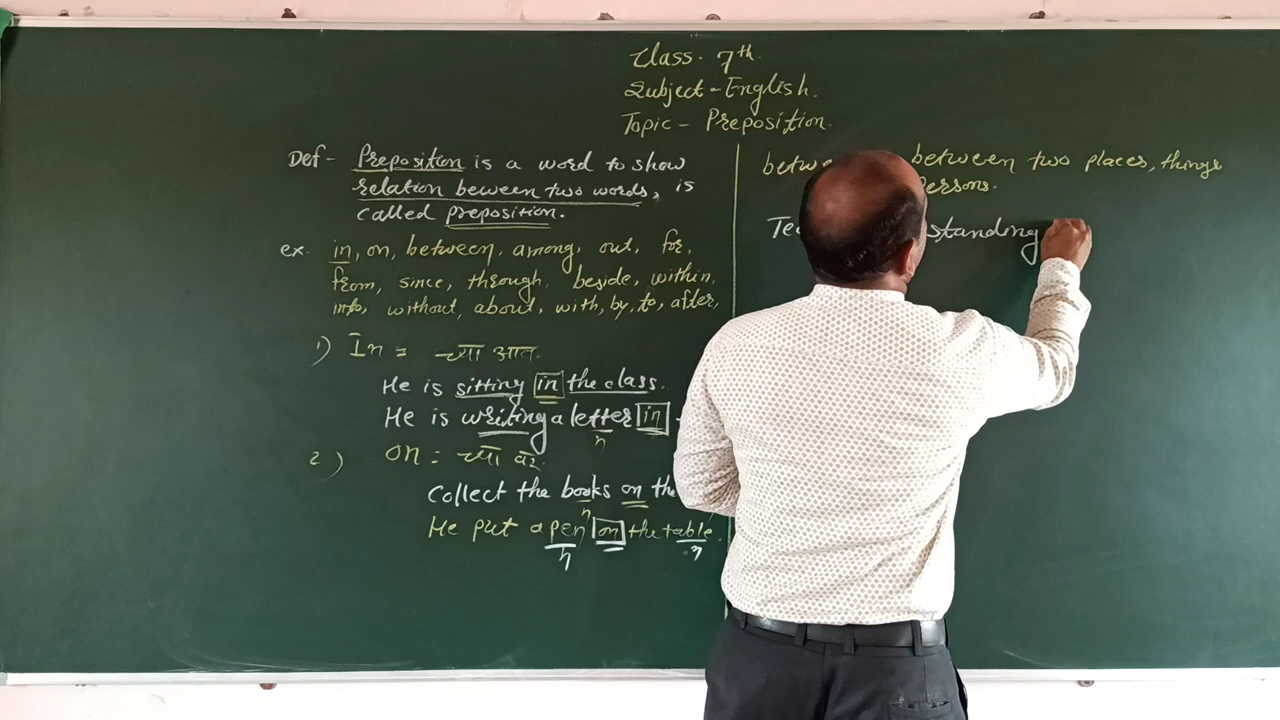 Class. 7th.
Subject - English.
Topic - Preposition.
Def - Preposition is a word to show
relation beween two words, is
called preposition.
ex. in, on, between, among, out, for,
from, since, through, beside, within,
into, without, about, with, by, to, after,
1) In = च्या आत.
He is sitting in the class.
He is writing a letter in
n
2) on = च्या वर.
Collect the books on the
n
He put a pen on the table.
n n
between two places, things
persons.
standing